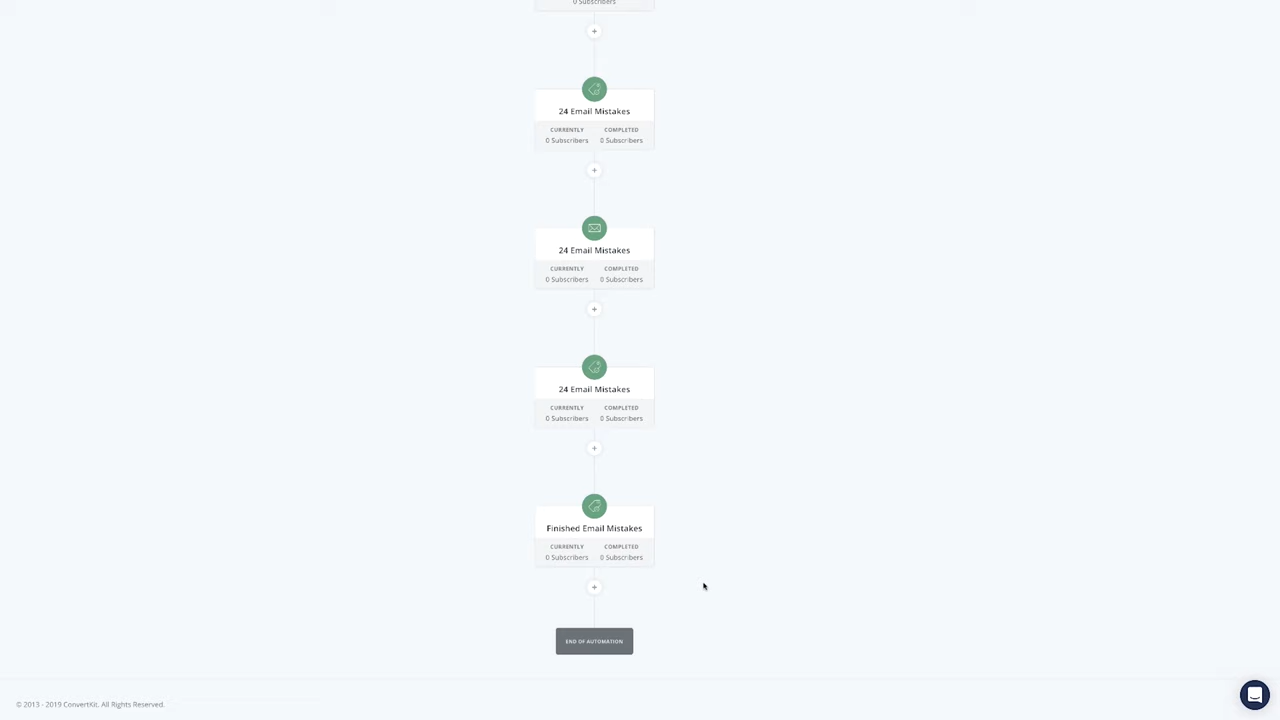 0 Subscribers
+
24 Email Mistakes
CURRENTLY COMPLETED
0 Subscribers 0 Subscribers
+
24 Email Mistakes
CURRENTLY COMPLETED
0 Subscribers 0 Subscribers
+
24 Email Mistakes
CURRENTLY COMPLETED
0 Subscribers 0 Subscribers
+
Finished Email Mistakes
CURRENTLY COMPLETED
0 Subscribers 0 Subscribers
+
END OF AUTOMATION
© 2013 - 2019 ConvertKit. All Rights Reserved.